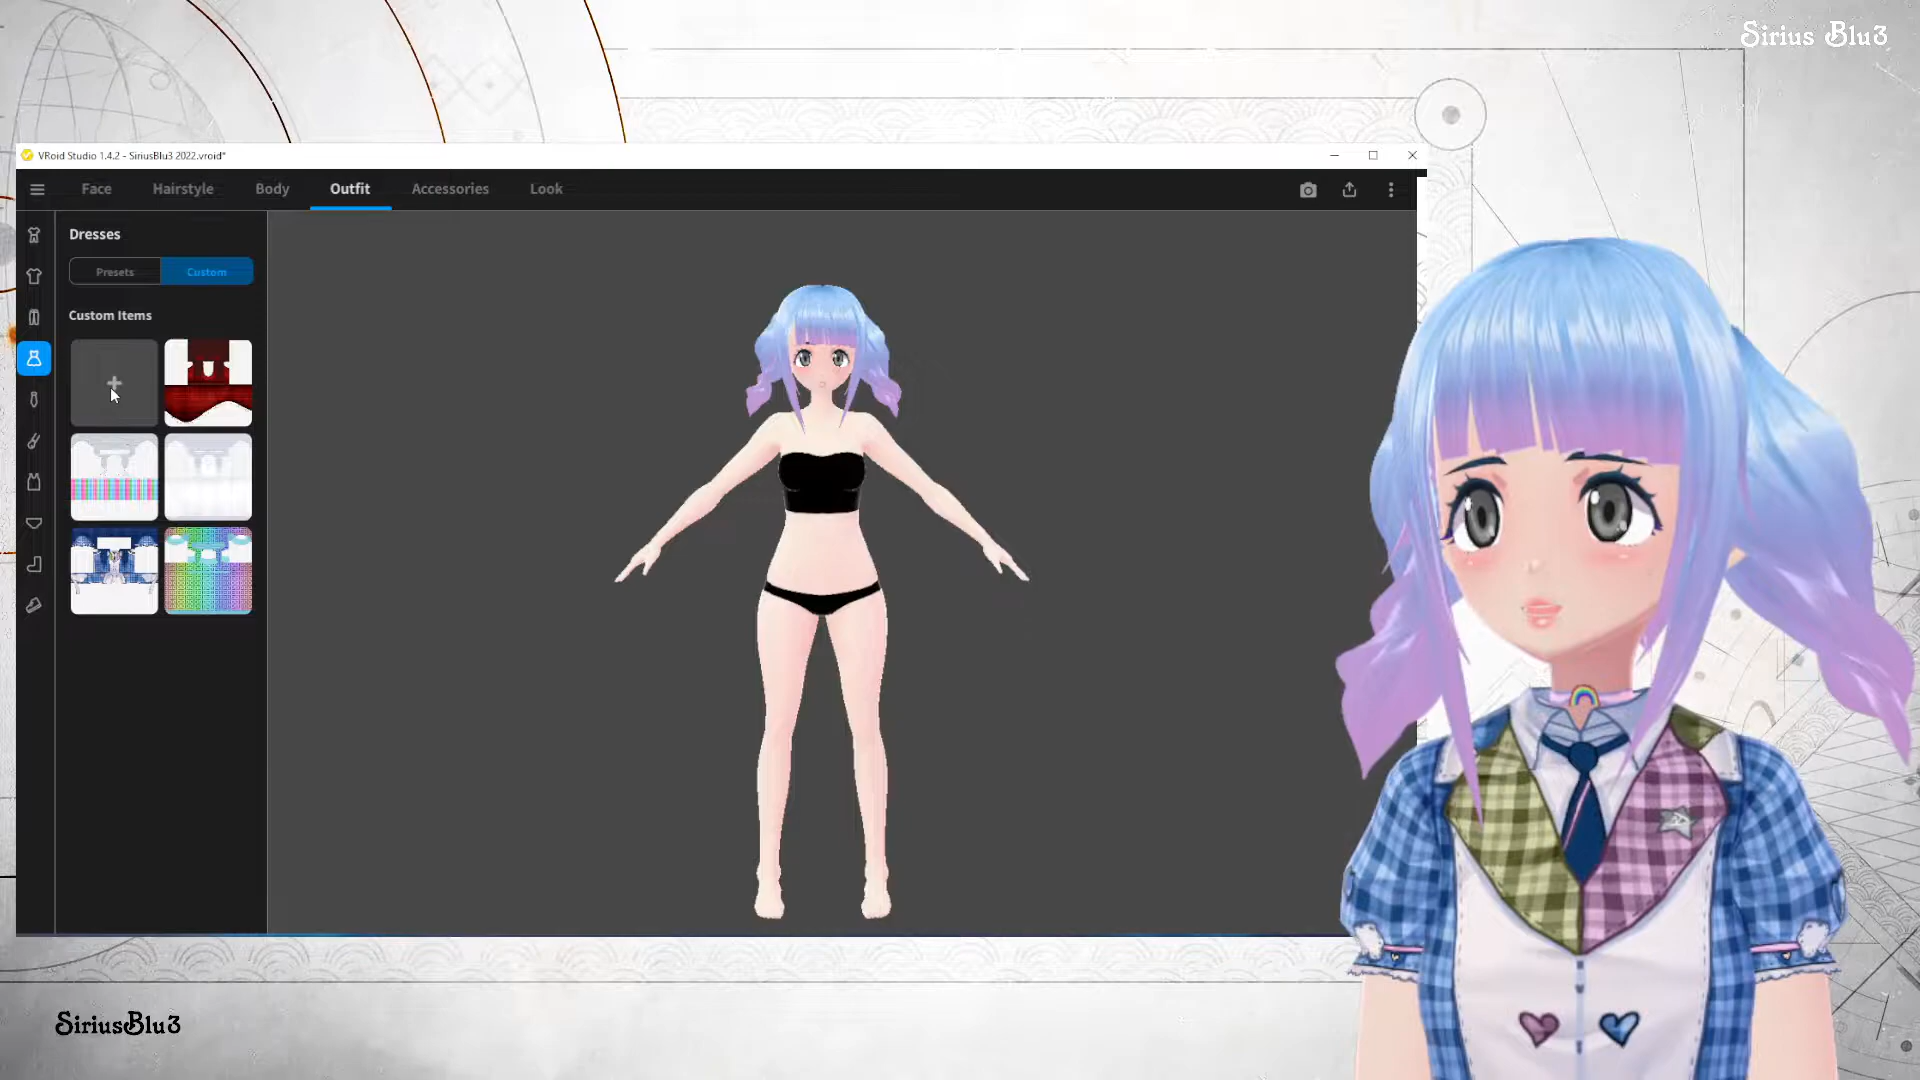 Sirius Blu3
VRoid Studio 1.4.2 - SiriusBlu3 2022.vroid*
Face
Hairstyle
Body
Outfit
Accessories
Look
Dresses
Presets
Custom
Custom Items
SiriusBlu3